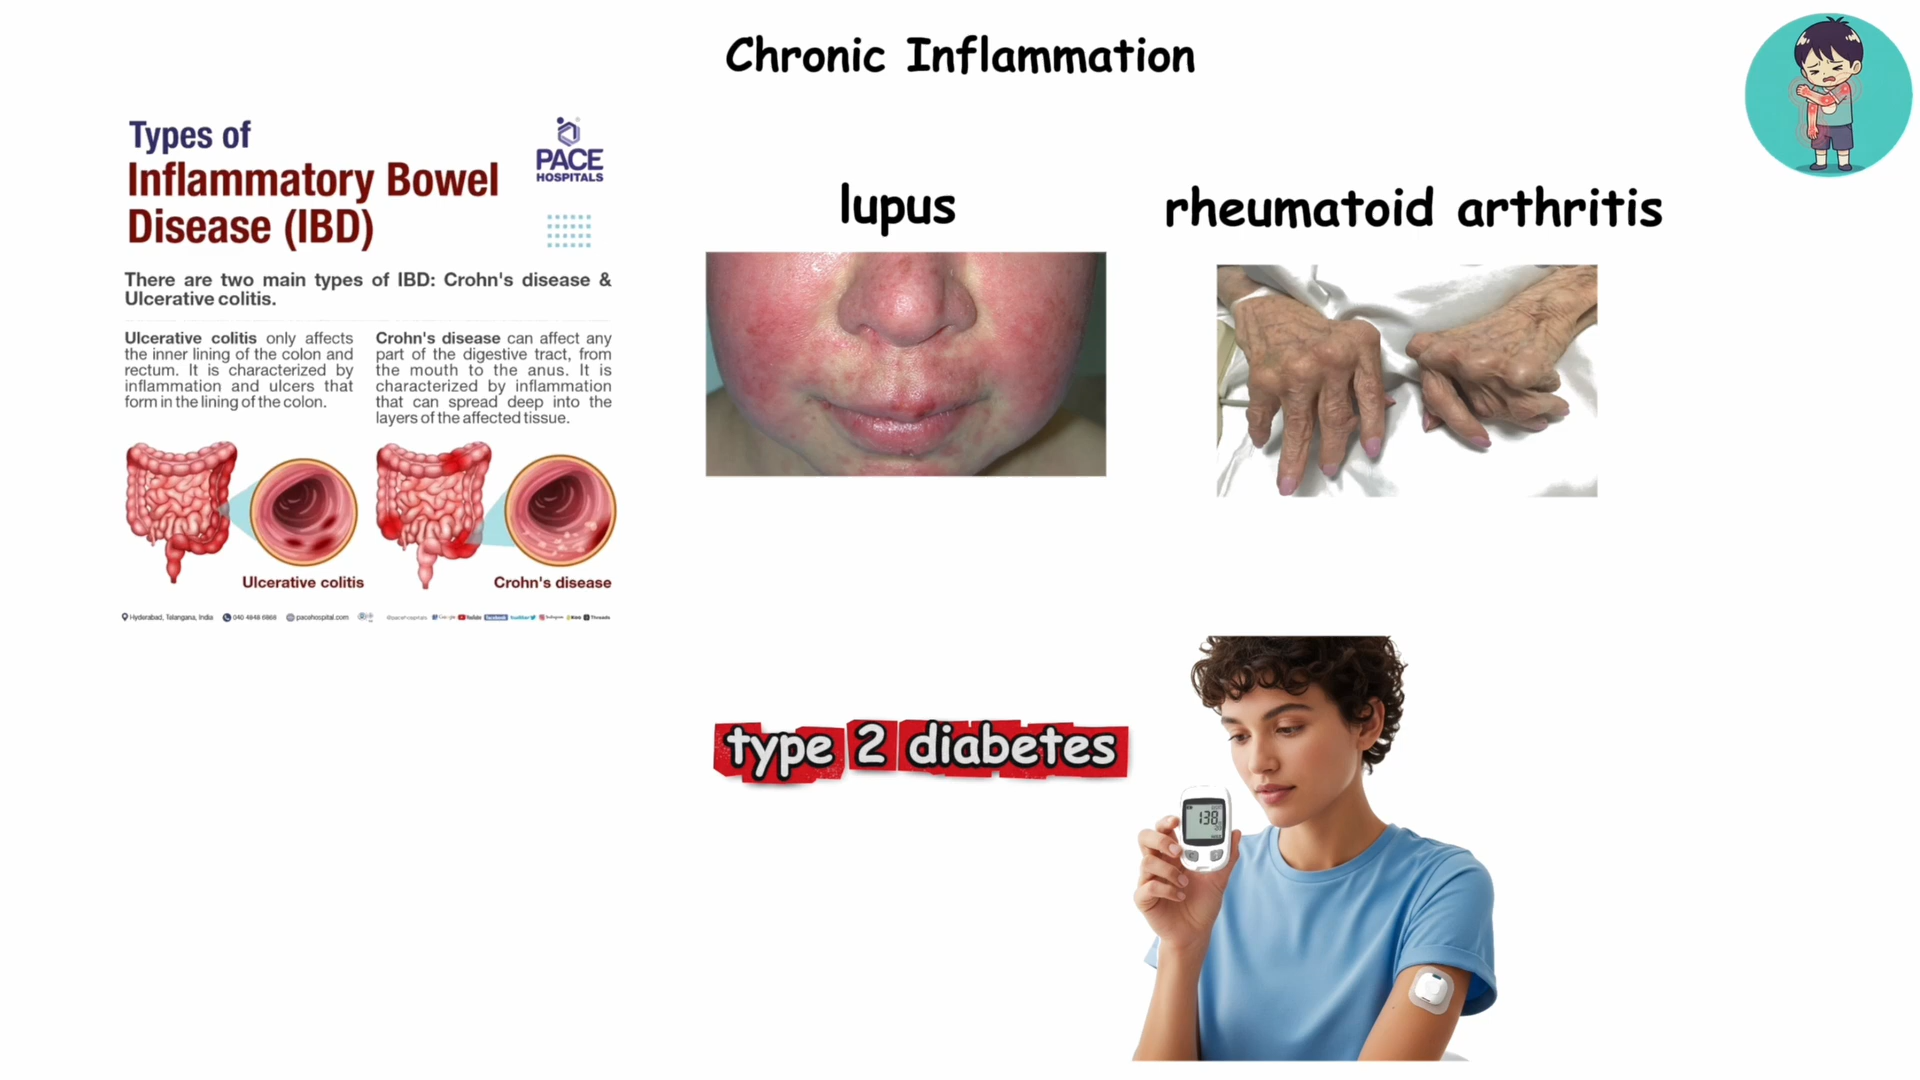 Chronic Inflammation
Types of
Inflammatory Bowel
Disease (IBD)
PACE
HOSPITALS
There are two main types of IBD: Crohn's disease &
Ulcerative colitis.
Ulcerative colitis only affects
the inner lining of the colon and
rectum. It is characterized by
inflammation and ulcers that
form in the lining of the colon.
Crohn's disease can affect any
part of the digestive tract, from
the mouth to the anus. It is
characterized by inflammation
that can spread deep into the
layers of the affected tissue.
Ulcerative colitis
Crohn's disease
Hyderabad, Telangana, India
040 4848 6868
pacehospital.com
lupus
rheumatoid arthritis
type 2 diabetes
138